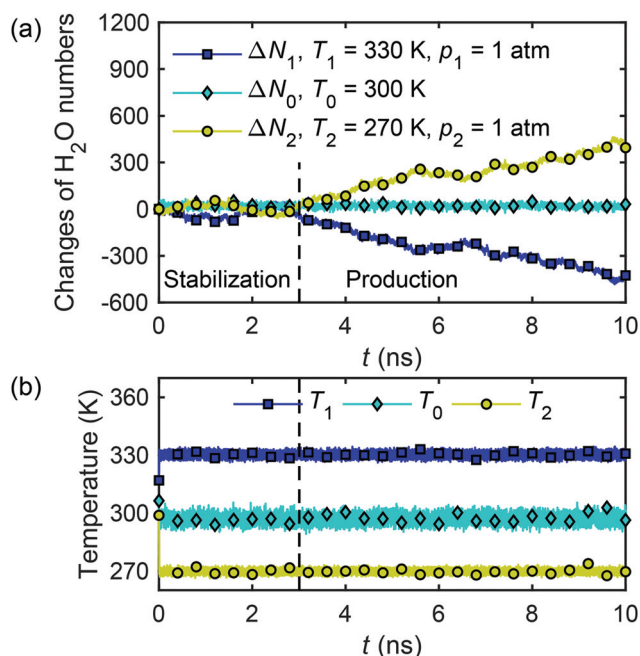 (a)
1200
900
600
300
0
-300
-600
Changes of H2O numbers
ΔN1, T1 = 330 K, p1 = 1 atm
ΔN0, T0 = 300 K
ΔN2, T2 = 270 K, p2 = 1 atm
Stabilization
Production
0 2 4 6 8 10
t (ns)
(b)
360
330
300
270
Temperature (K)
T1 T0 T2
0 2 4 6 8 10
t (ns)